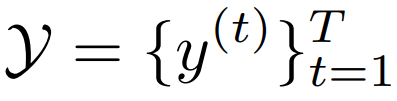 𝒴 = {y^{(t)}}_{t=1}^{T}